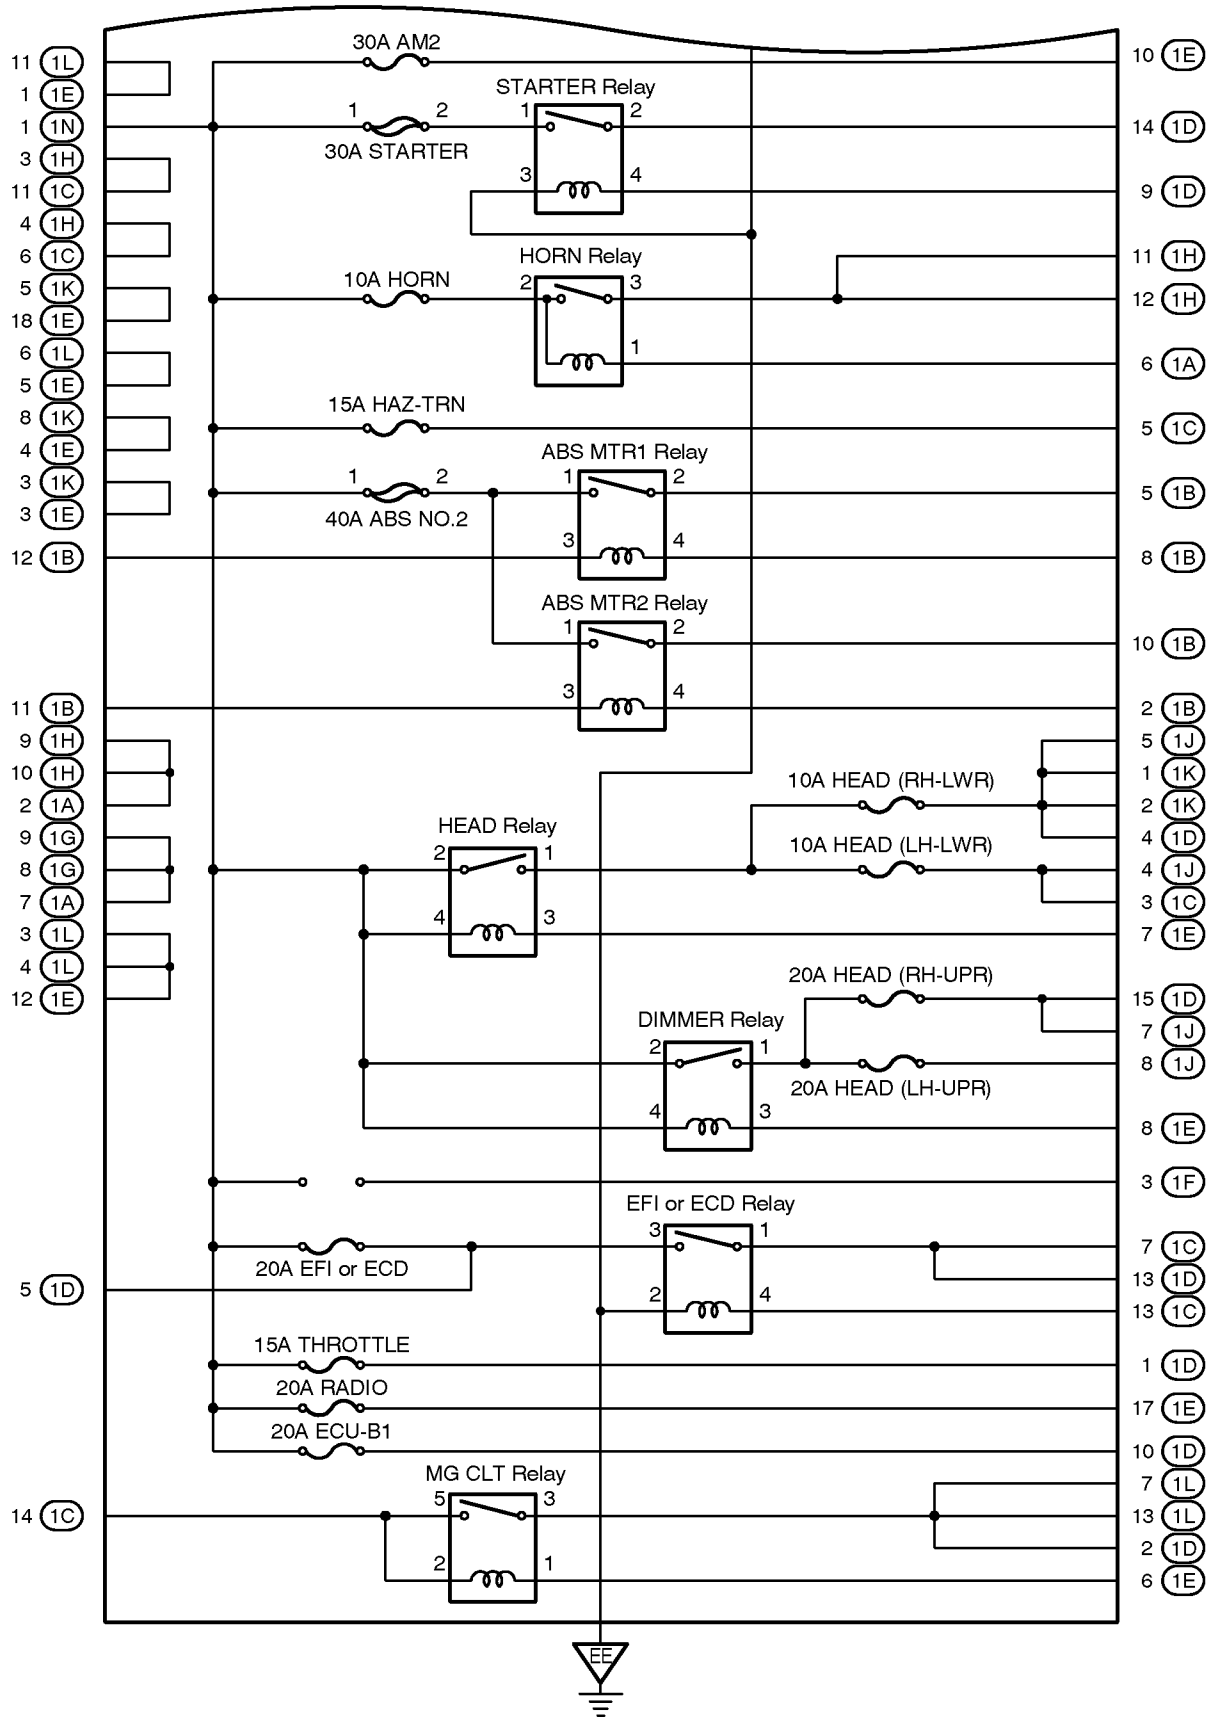 30A AM2
11 1L
10 1E
1 1E
STARTER Relay
1 1N
1 2
1 2
14 1D
30A STARTER
3 1H
3 4
11 1C
9 1D
4 1H
6 1C
HORN Relay
11 1H
10A HORN
5 1K
2 3
12 1H
18 1E
6 1L
1
6 1A
5 1E
15A HAZ-TRN
8 1K
5 1C
4 1E
ABS MTR1 Relay
3 1K
1 2
1 2
5 1B
3 1E
40A ABS NO.2
3 4
12 1B
8 1B
ABS MTR2 Relay
1 2
10 1B
3 4
11 1B
2 1B
9 1H
5 1J
10 1H
1 1K
10A HEAD (RH-LWR)
2 1A
2 1K
HEAD Relay
9 1G
4 1D
10A HEAD (LH-LWR)
2 1
8 1G
4 1J
7 1A
3 1C
4 3
3 1L
7 1E
4 1L
20A HEAD (RH-UPR)
12 1E
15 1D
DIMMER Relay
7 1J
2 1
8 1J
20A HEAD (LH-UPR)
4 3
8 1E
3 1F
EFI or ECD Relay
3 1
7 1C
20A EFI or ECD
13 1D
5 1D
2 4
13 1C
15A THROTTLE
1 1D
20A RADIO
17 1E
20A ECU-B1
10 1D
MG CLT Relay
7 1L
5 3
14 1C
13 1L
2 1D
2 1
6 1E
EE